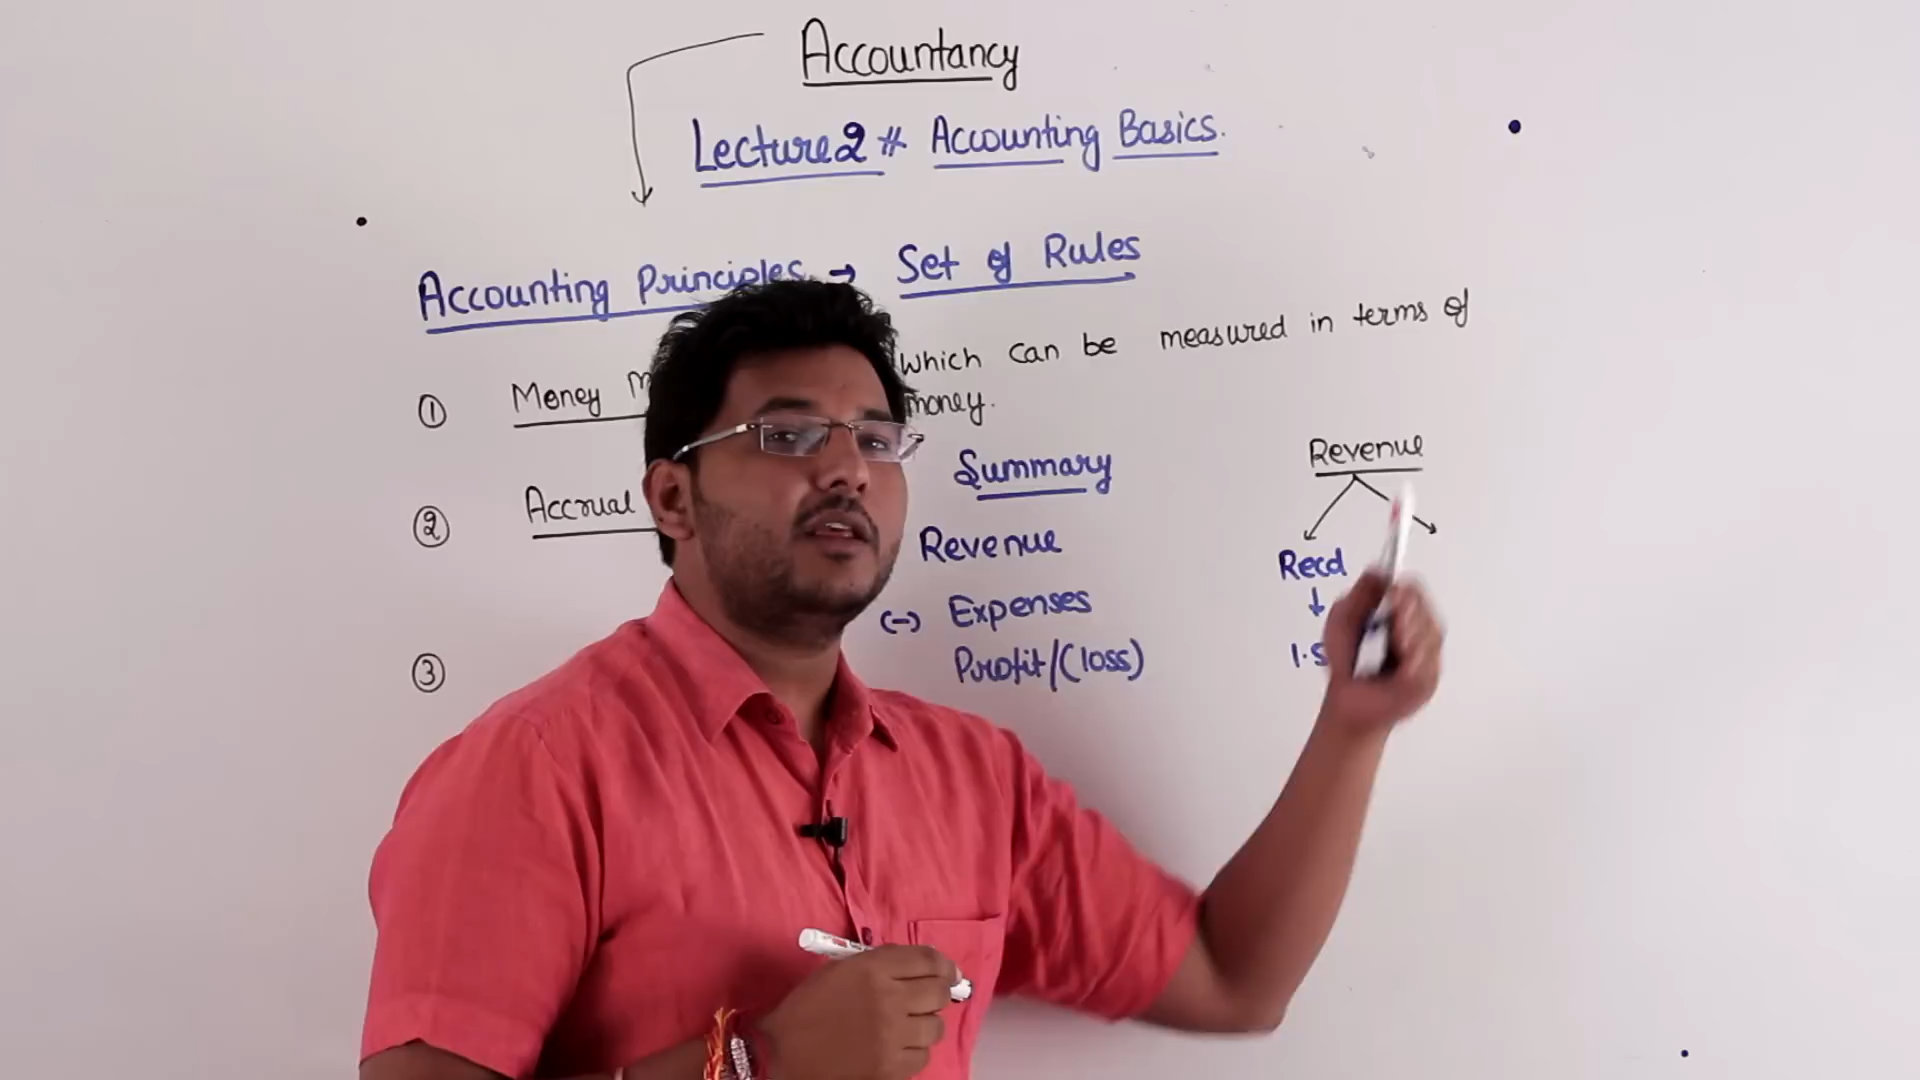 Accountancy
Lecture 2 # Accounting Basics.
Accounting Principles → Set of Rules
① Money
which can be measured in terms of
money.
② Accrual
Summary
Revenue
(-) Expenses
Profit/(loss)
③
Revenue
Recd
↓